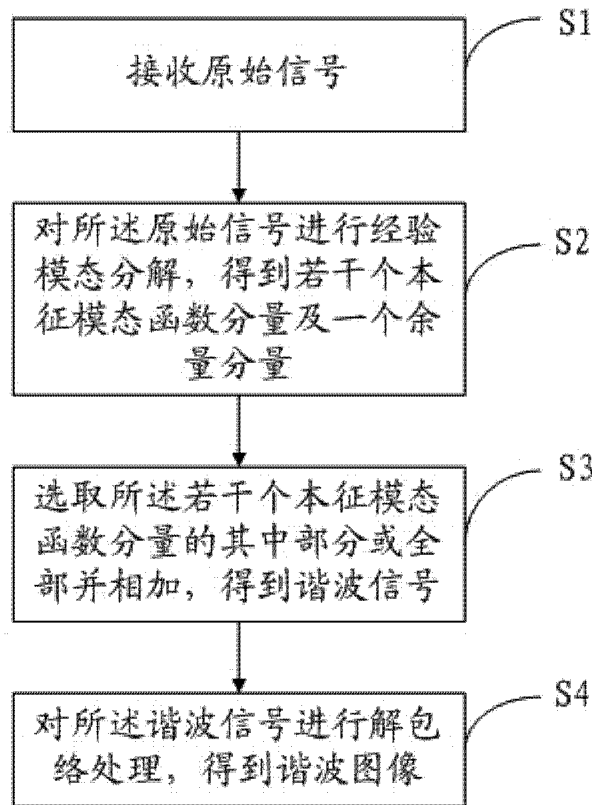 接收原始信号
S1
对所述原始信号进行经验
模态分解，得到若干个本
征模态函数分量及一个余
量分量
S2
选取所述若干个本征模态
函数分量的其中部分或全
部并相加，得到谐波信号
S3
对所述谐波信号进行解包
络处理，得到谐波图像
S4